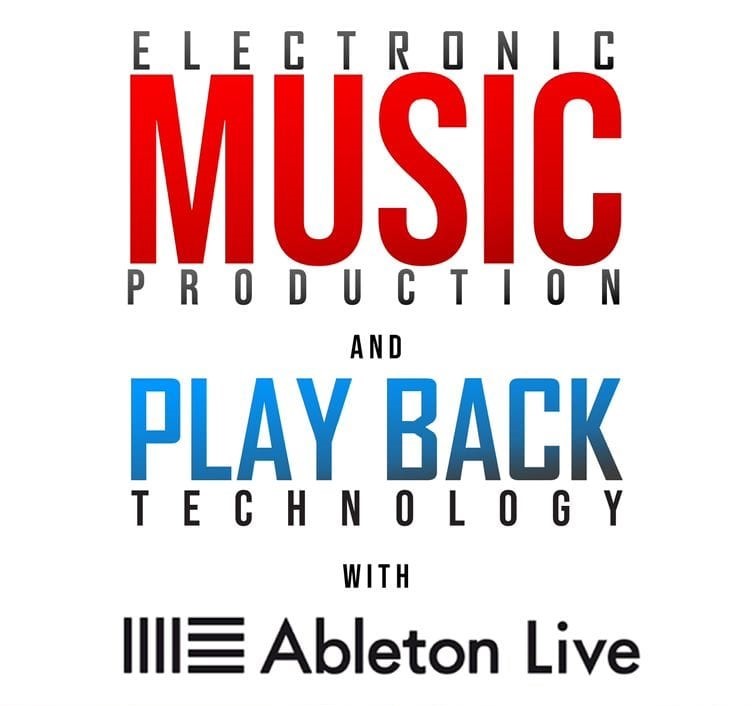 ELECTRONIC
MUSIC
PRODUCTION
AND
PLAY BACK
TECHNOLOGY
WITH
Ableton Live